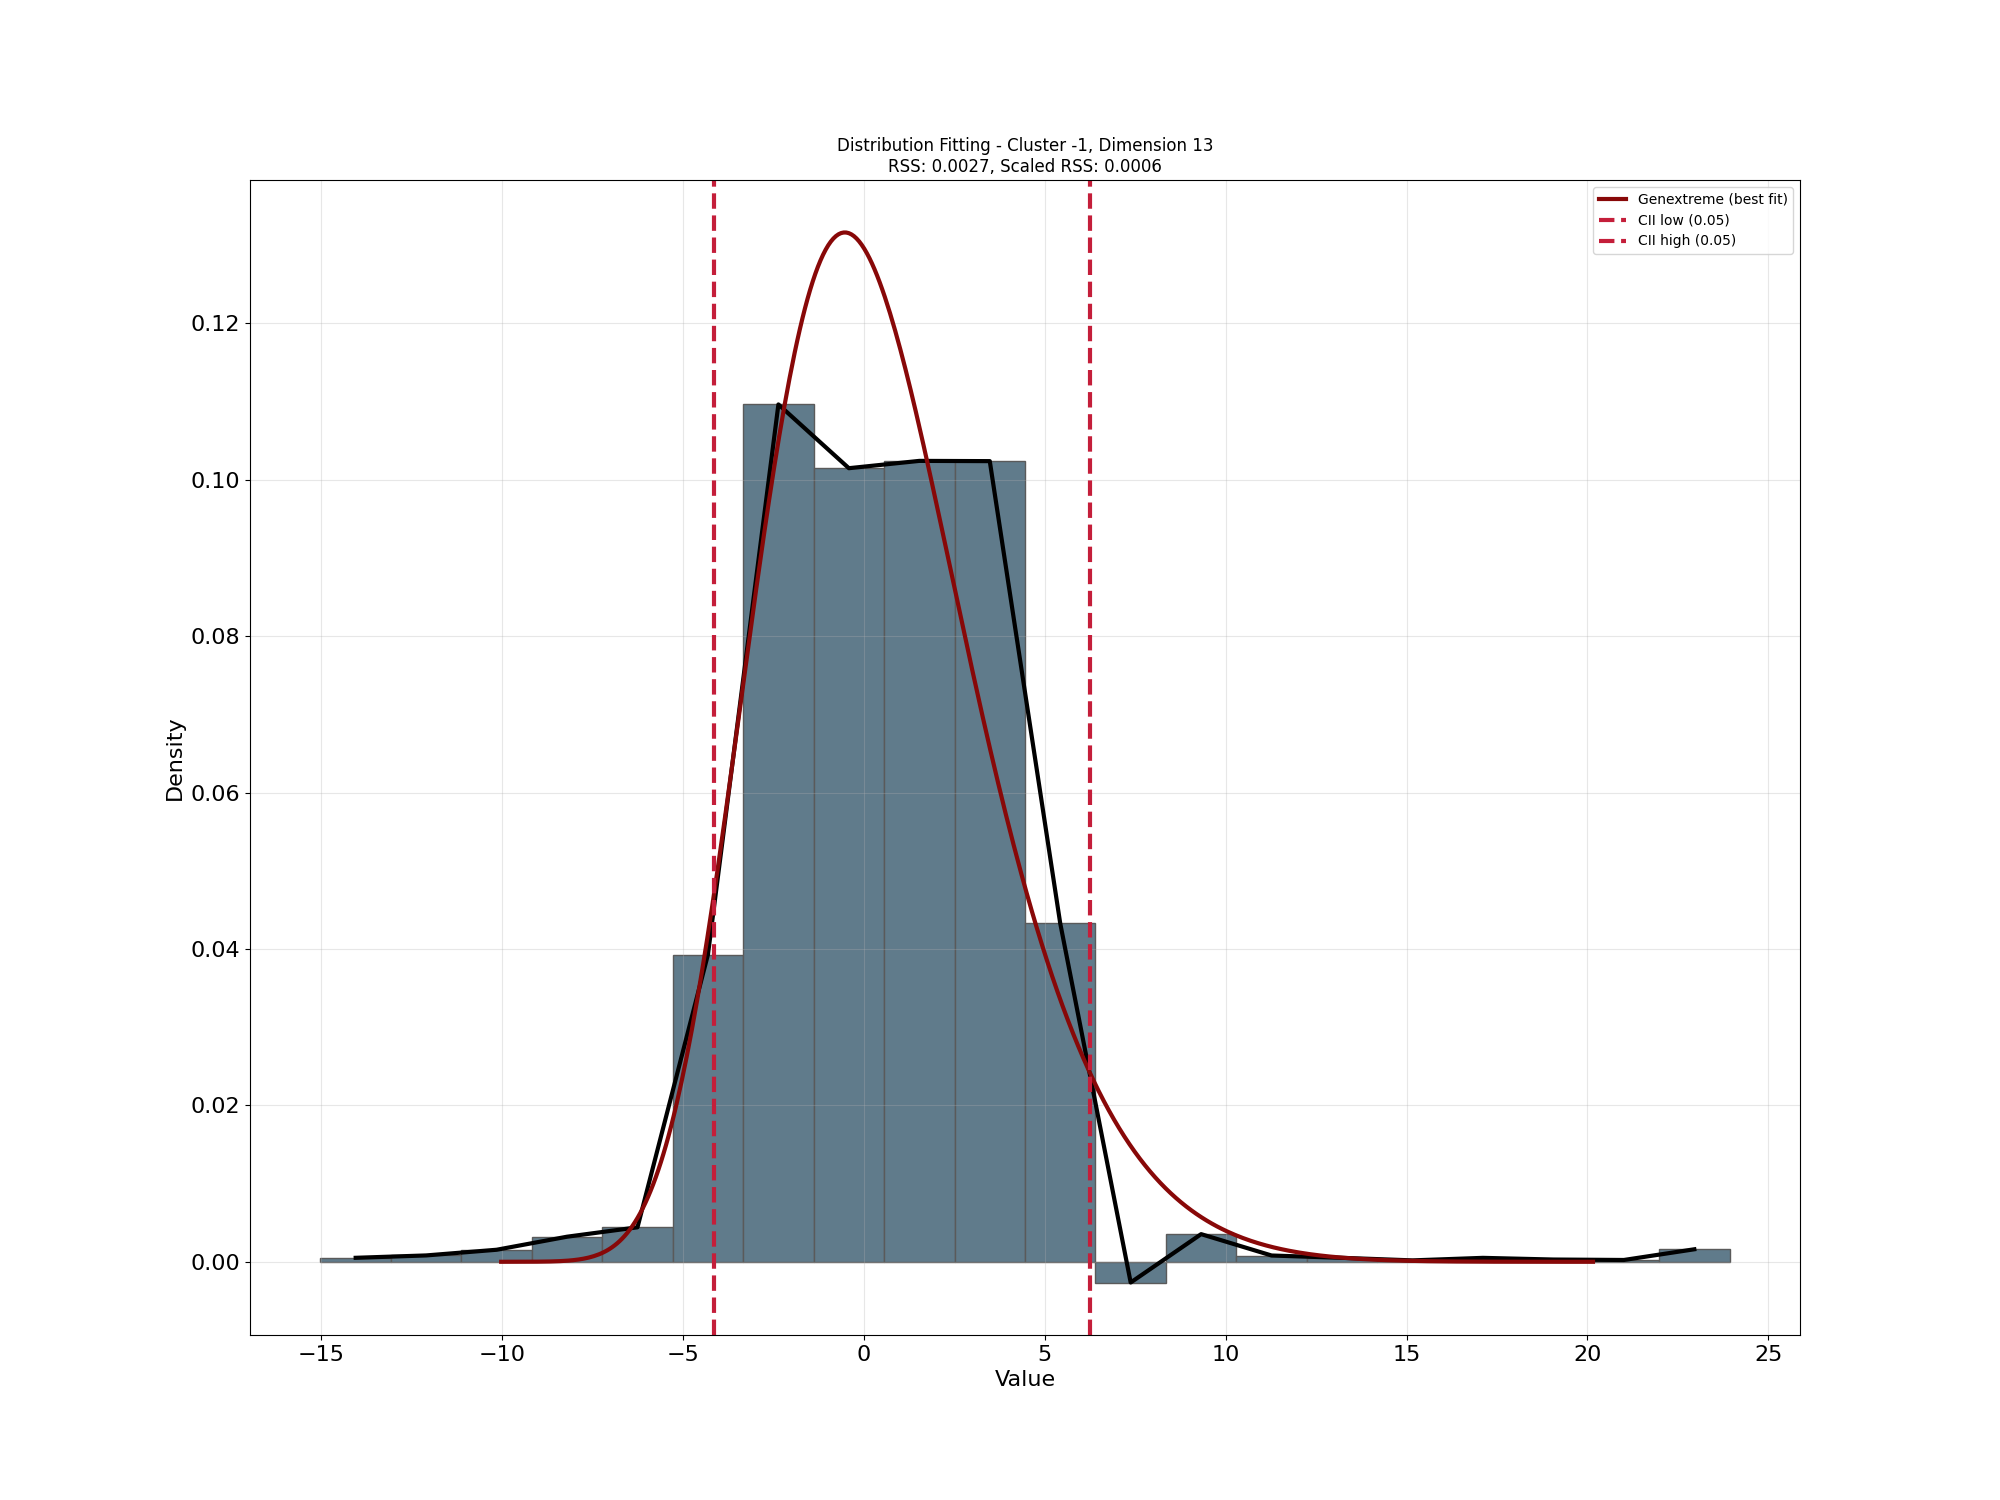 Distribution Fitting - Cluster -1, Dimension 13
RSS: 0.0027, Scaled RSS: 0.0006
Genextreme (best fit)
CII low (0.05)
CII high (0.05)
Density
0.12
0.10
0.08
0.06
0.04
0.02
0.00
−15 −10 −5 0 5 10 15 20 25
Value